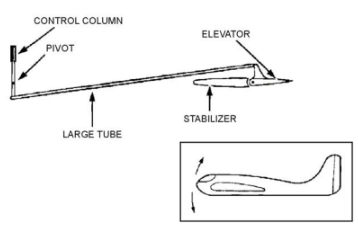 CONTROL COLUMN
PIVOT
ELEVATOR
LARGE TUBE
STABILIZER